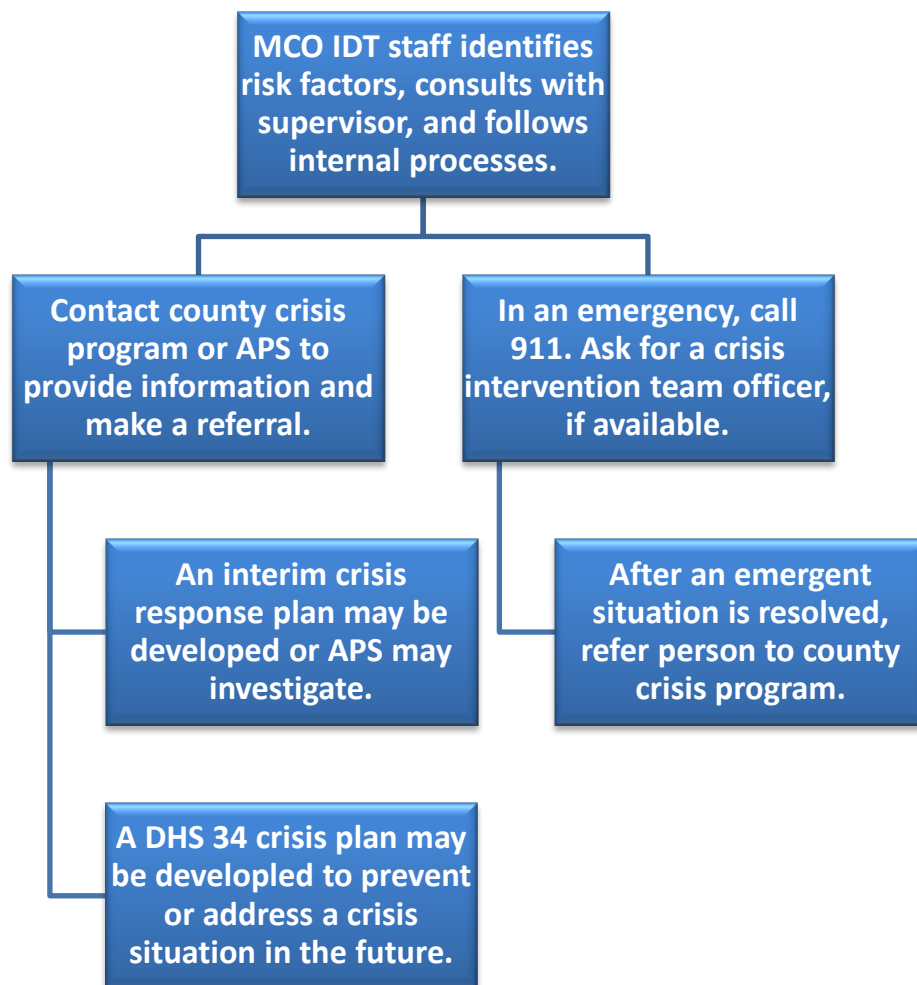 MCO IDT staff identifies
risk factors, consults with
supervisor, and follows
internal processes.
Contact county crisis
program or APS to
provide information and
make a referral.
In an emergency, call
911. Ask for a crisis
intervention team officer,
if available.
An interim crisis
response plan may be
developed or APS may
investigate.
After an emergent
situation is resolved,
refer person to county
crisis program.
A DHS 34 crisis plan may
be developled to prevent
or address a crisis
situation in the future.